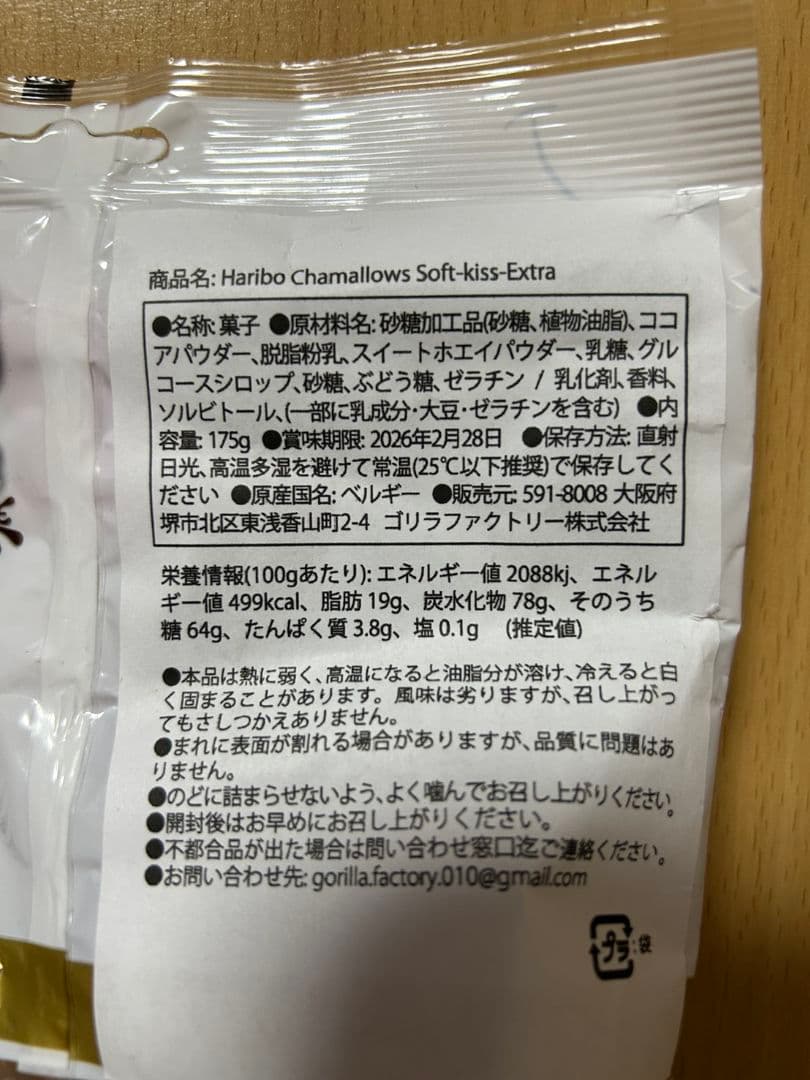 商品名: Haribo Chamallows Soft-kiss-Extra
●名称: 菓子 ●原材料名: 砂糖加工品(砂糖、植物油脂)、ココ
アパウダー、脱脂粉乳、スイートホエイパウダー、乳糖、グル
コースシロップ、砂糖、ぶどう糖、ゼラチン / 乳化剤、香料、
ソルビトール、(一部に乳成分・大豆・ゼラチンを含む) ●内
容量: 175g ●賞味期限: 2026年2月28日 ●保存方法: 直射
日光、高温多湿を避けて常温(25℃以下推奨)で保存してく
ださい ●原産国名: ベルギー ●販売元: 591-8008 大阪府
堺市北区東浅香山町2-4 ゴリラファクトリー株式会社
栄養情報(100gあたり): エネルギー値 2088kj、エネル
ギー値 499kcal、脂肪 19g、炭水化物 78g、そのうち
糖 64g、たんぱく質 3.8g、塩 0.1g (推定値)
●本品は熱に弱く、高温になると油脂分が溶け、冷えると白
く固まることがあります。風味は劣りますが、召し上がっ
てもさしつかえありません。
●まれに表面が割れる場合がありますが、品質に問題はあ
りません。
●のどに詰まらせないよう、よく噛んでお召し上がりください。
●開封後はお早めにお召し上がりください。
●不都合品が出た場合は問い合わせ窓口迄ご連絡ください。
●お問い合わせ先: gorilla.factory.010@gmail.com
プラ:袋